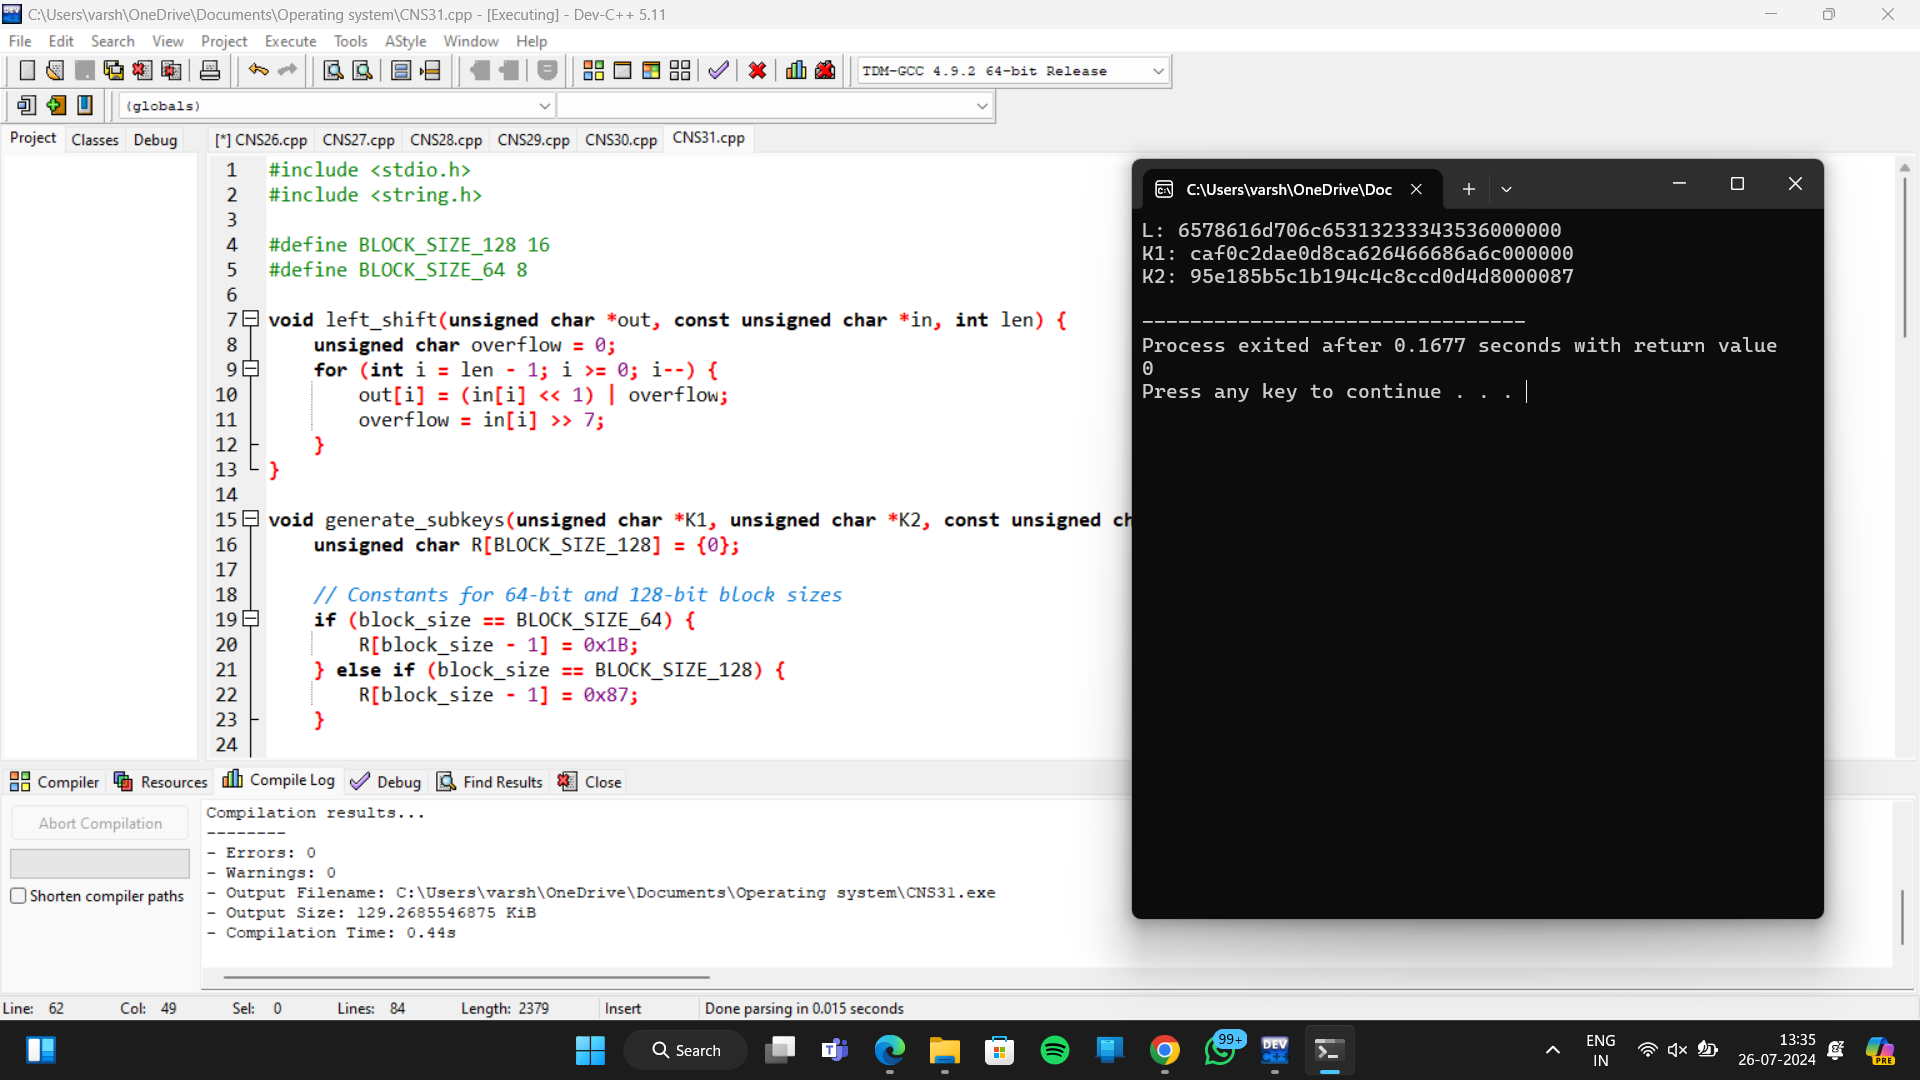 C:\Users\varsh\OneDrive\Documents\Operating system\CNS31.cpp - [Executing] - Dev-C++ 5.11
File Edit Search View Project Execute Tools AStyle Window Help
TDM-GCC 4.9.2 64-bit Release
(globals)
Project Classes Debug
[*] CNS26.cpp CNS27.cpp CNS28.cpp CNS29.cpp CNS30.cpp CNS31.cpp
1 #include <stdio.h>
2 #include <string.h>
3
4 #define BLOCK_SIZE_128 16
5 #define BLOCK_SIZE_64 8
6
7 void left_shift(unsigned char *out, const unsigned char *in, int len) {
8 unsigned char overflow = 0;
9 for (int i = len - 1; i >= 0; i--) {
10 out[i] = (in[i] << 1) | overflow;
11 overflow = in[i] >> 7;
12 }
13 }
14
15 void generate_subkeys(unsigned char *K1, unsigned char *K2, const unsigned ch
16 unsigned char R[BLOCK_SIZE_128] = {0};
17
18 // Constants for 64-bit and 128-bit block sizes
19 if (block_size == BLOCK_SIZE_64) {
20 R[block_size - 1] = 0x1B;
21 } else if (block_size == BLOCK_SIZE_128) {
22 R[block_size - 1] = 0x87;
23 }
24
C:\Users\varsh\OneDrive\Doc
L: 6578616d706c65313233343536000000
K1: caf0c2dae0d8ca626466686a6c000000
K2: 95e185b5c1b194c4c8ccd0d4d8000087
--------------------------------
Process exited after 0.1677 seconds with return value
0
Press any key to continue . . .
Compiler Resources Compile Log Debug Find Results Close
Abort Compilation
Shorten compiler paths
Compilation results...
--------
- Errors: 0
- Warnings: 0
- Output Filename: C:\Users\varsh\OneDrive\Documents\Operating system\CNS31.exe
- Output Size: 129.2685546875 KiB
- Compilation Time: 0.44s
Line: 62 Col: 49 Sel: 0 Lines: 84 Length: 2379 Insert Done parsing in 0.015 seconds
Search
99+
DEV
C++
ENG
IN
13:35
26-07-2024
PRE